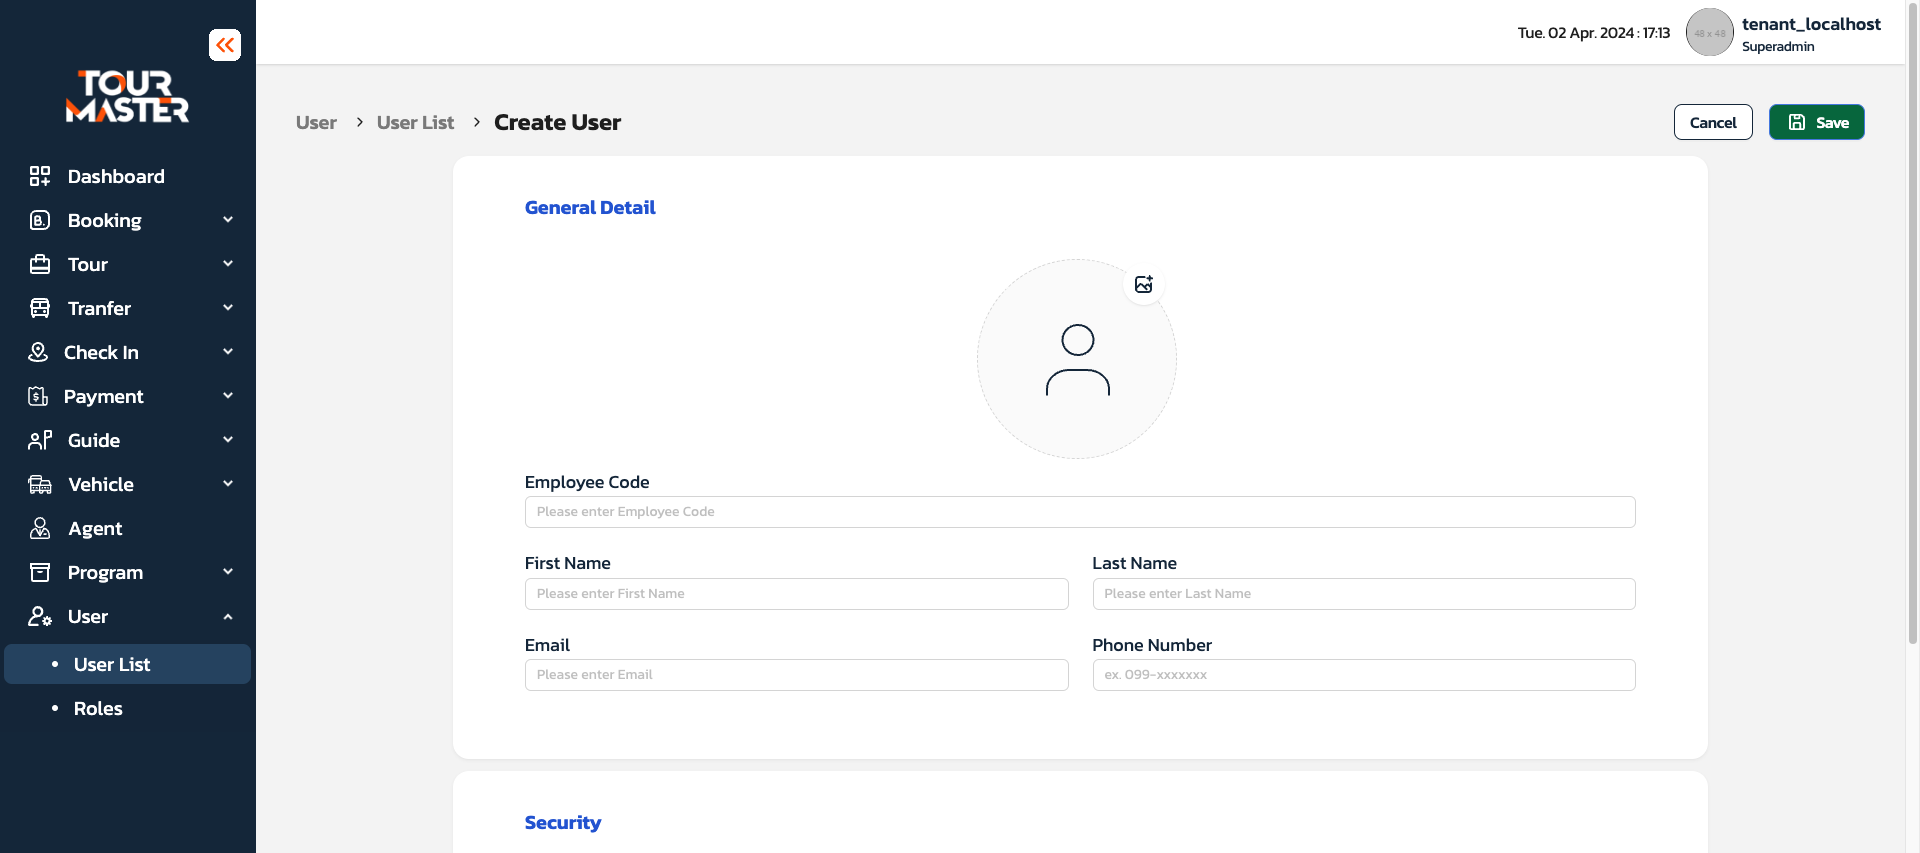 Tue. 02 Apr. 2024 : 17:13
48 x 48
tenant_localhost
Superadmin
TOUR
MASTER
Dashboard
Booking
Tour
Tranfer
Check In
Payment
Guide
Vehicle
Agent
Program
User
User List
Roles
User > User List > Create User
Cancel
Save
General Detail
Employee Code
Please enter Employee Code
First Name
Please enter First Name
Last Name
Please enter Last Name
Email
Please enter Email
Phone Number
ex. 099-xxxxxxx
Security